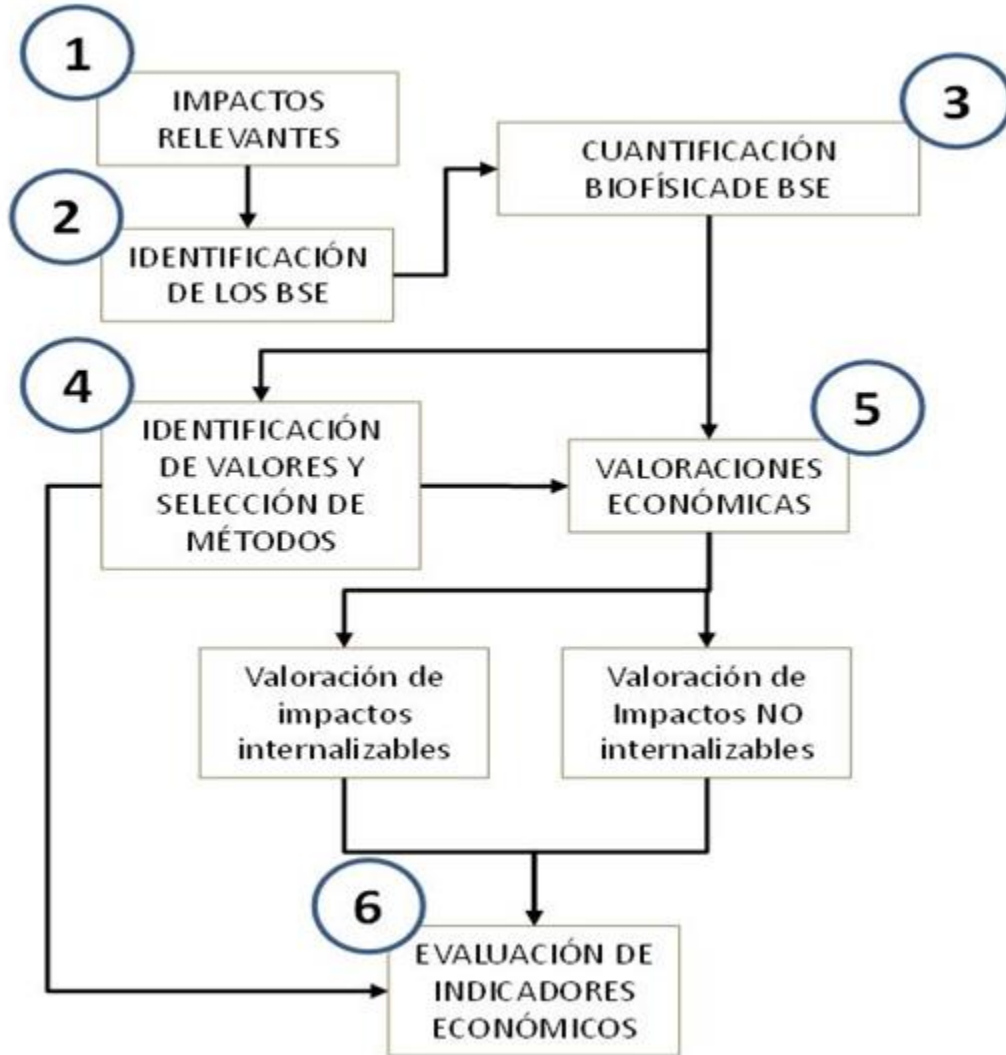 1
IMPACTOS
RELEVANTES
2
IDENTIFICACIÓN
DE LOS BSE
3
CUANTIFICACIÓN
BIOFÍSICADE BSE
4
IDENTIFICACIÓN
DE VALORES Y
SELECCIÓN DE
MÉTODOS
5
VALORACIONES
ECONÓMICAS
Valoración de
impactos
internalizables
Valoración de
Impactos NO
internalizables
6
EVALUACIÓN DE
INDICADORES
ECONÓMICOS